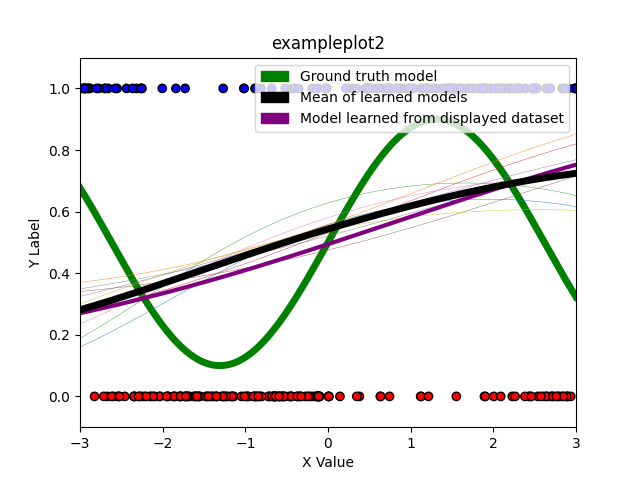 exampleplot2
Ground truth model
Mean of learned models
Model learned from displayed dataset
Y Label
1.0
0.8
0.6
0.4
0.2
0.0
−3
−2
−1
0
1
2
3
X Value